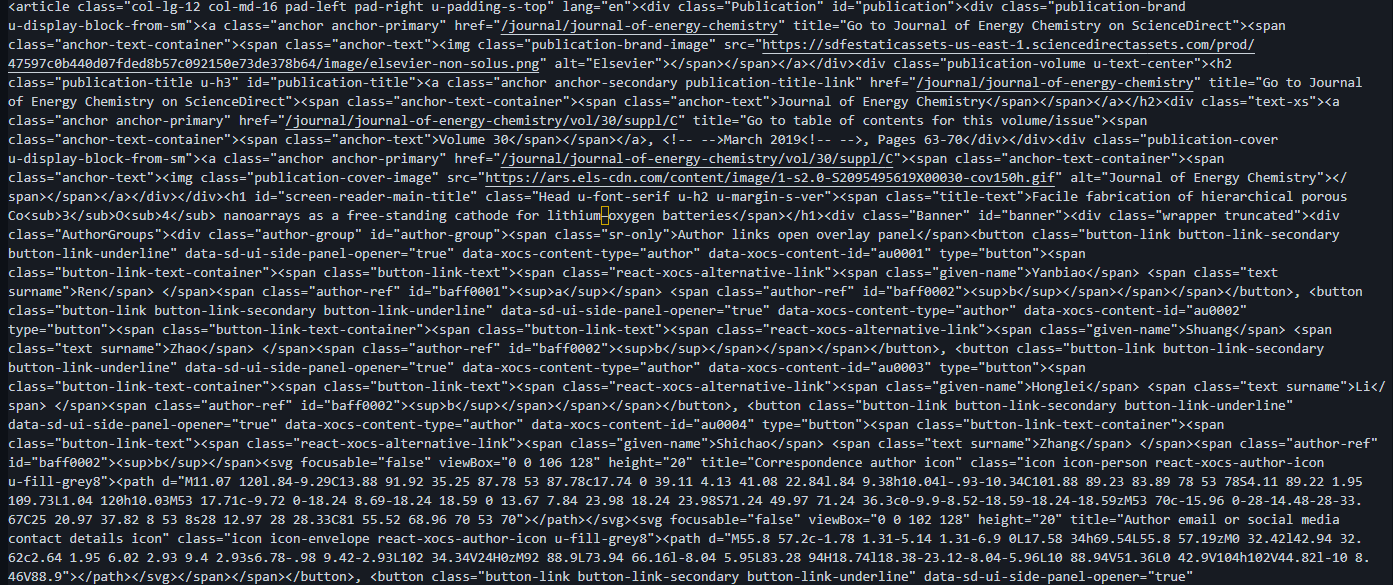 <article class="col-lg-12 col-md-16 pad-left pad-right u-padding-s-top" lang="en"><div class="Publication" id="publication"><div class="publication-brand
u-display-block-from-sm"><a class="anchor anchor-primary" href="/journal/journal-of-energy-chemistry" title="Go to Journal of Energy Chemistry on ScienceDirect"><span
class="anchor-text-container"><span class="anchor-text"><img class="publication-brand-image" src="https://sdfestaticassets-us-east-1.sciencedirectassets.com/prod/
47597c0b440d07fded8b57c092150e73de378b64/image/elsevier-non-solus.png" alt="Elsevier"></span></span></a></div><div class="publication-volume u-text-center"><h2
class="publication-title u-h3" id="publication-title"><a class="anchor anchor-secondary publication-title-link" href="/journal/journal-of-energy-chemistry" title="Go to Journal
of Energy Chemistry on ScienceDirect"><span class="anchor-text-container"><span class="anchor-text">Journal of Energy Chemistry</span></span></a></h2><div class="text-xs"><a
class="anchor anchor-primary" href="/journal/journal-of-energy-chemistry/vol/30/suppl/C" title="Go to table of contents for this volume/issue"><span
class="anchor-text-container"><span class="anchor-text">Volume 30</span></span></a>, <!-- -->March 2019<!-- -->, Pages 63-70</div></div><div class="publication-cover
u-display-block-from-sm"><a class="anchor anchor-primary" href="/journal/journal-of-energy-chemistry/vol/30/suppl/C"><span class="anchor-text-container"><span
class="anchor-text"><img class="publication-cover-image" src="https://ars.els-cdn.com/content/image/1-s2.0-S2095495619X00030-cov150h.gif" alt="Journal of Energy Chemistry"></
span></span></a></div></div><h1 id="screen-reader-main-title" class="Head u-font-serif u-h2 u-margin-s-ver"><span class="title-text">Facile fabrication of hierarchical porous
Co<sub>3</sub>O<sub>4</sub> nanoarrays as a free-standing cathode for lithium oxygen batteries</span></h1><div class="Banner" id="banner"><div class="wrapper truncated"><div
class="AuthorGroups"><div class="author-group" id="author-group"><span class="sr-only">Author links open overlay panel</span><button class="button-link button-link-secondary
button-link-underline" data-sd-ui-side-panel-opener="true" data-xocs-content-type="author" data-xocs-content-id="au0001" type="button"><span
class="button-link-text-container"><span class="button-link-text"><span class="react-xocs-alternative-link"><span class="given-name">Yanbiao</span> <span class="text
surname">Ren</span> </span><span class="author-ref" id="baff0001"><sup>a</sup></span> <span class="author-ref" id="baff0002"><sup>b</sup></span></span></span></button>, <button
class="button-link button-link-secondary button-link-underline" data-sd-ui-side-panel-opener="true" data-xocs-content-type="author" data-xocs-content-id="au0002"
type="button"><span class="button-link-text-container"><span class="button-link-text"><span class="react-xocs-alternative-link"><span class="given-name">Shuang</span> <span
class="text surname">Zhao</span> </span><span class="author-ref" id="baff0002"><sup>b</sup></span></span></span></button>, <button class="button-link button-link-secondary
button-link-underline" data-sd-ui-side-panel-opener="true" data-xocs-content-type="author" data-xocs-content-id="au0003" type="button"><span
class="button-link-text-container"><span class="button-link-text"><span class="react-xocs-alternative-link"><span class="given-name">Honglei</span> <span class="text surname">Li</
span> </span><span class="author-ref" id="baff0002"><sup>b</sup></span></span></span></button>, <button class="button-link button-link-secondary button-link-underline"
data-sd-ui-side-panel-opener="true" data-xocs-content-type="author" data-xocs-content-id="au0004" type="button"><span class="button-link-text-container"><span
class="button-link-text"><span class="react-xocs-alternative-link"><span class="given-name">Shichao</span> <span class="text surname">Zhang</span> </span><span class="author-ref"
id="baff0002"><sup>b</sup></span><svg focusable="false" viewBox="0 0 106 128" height="20" title="Correspondence author icon" class="icon icon-person react-xocs-author-icon
u-fill-grey8"><path d="M11.07 120l.84-9.29C13.88 91.92 35.25 87.78 53 87.78c17.74 0 39.11 4.13 41.08 22.84l.84 9.38h10.04l-.93-10.34C101.88 89.23 83.89 78 53 78S4.11 89.22 1.95
109.73L1.04 120h10.03M53 17.71c-9.72 0-18.24 8.69-18.24 18.59 0 13.67 7.84 23.98 18.24 23.98S71.24 49.97 71.24 36.3c0-9.9-8.52-18.59-18.24-18.59zM53 70c-15.96 0-28-14.48-28-33.
67C25 20.97 37.82 8 53 8s28 12.97 28 28.33C81 55.52 68.96 70 53 70"></path></svg><svg focusable="false" viewBox="0 0 102 128" height="20" title="Author email or social media
contact details icon" class="icon icon-envelope react-xocs-author-icon u-fill-grey8"><path d="M55.8 57.2c-1.78 1.31-5.14 1.31-6.9 0L17.58 34h69.54L55.8 57.19zM0 32.42l42.94 32.
62c2.64 1.95 6.02 2.93 9.4 2.93s6.78-.98 9.42-2.93L102 34.34V24H0zM92 88.9L73.94 66.16l-8.04 5.95L83.28 94H18.74l18.38-23.12-8.04-5.96L10 88.94V51.36L0 42.9V104h102V44.82l-10 8.
46V88.9"></path></svg></span></span></button>, <button class="button-link button-link-secondary button-link-underline" data-sd-ui-side-panel-opener="true"